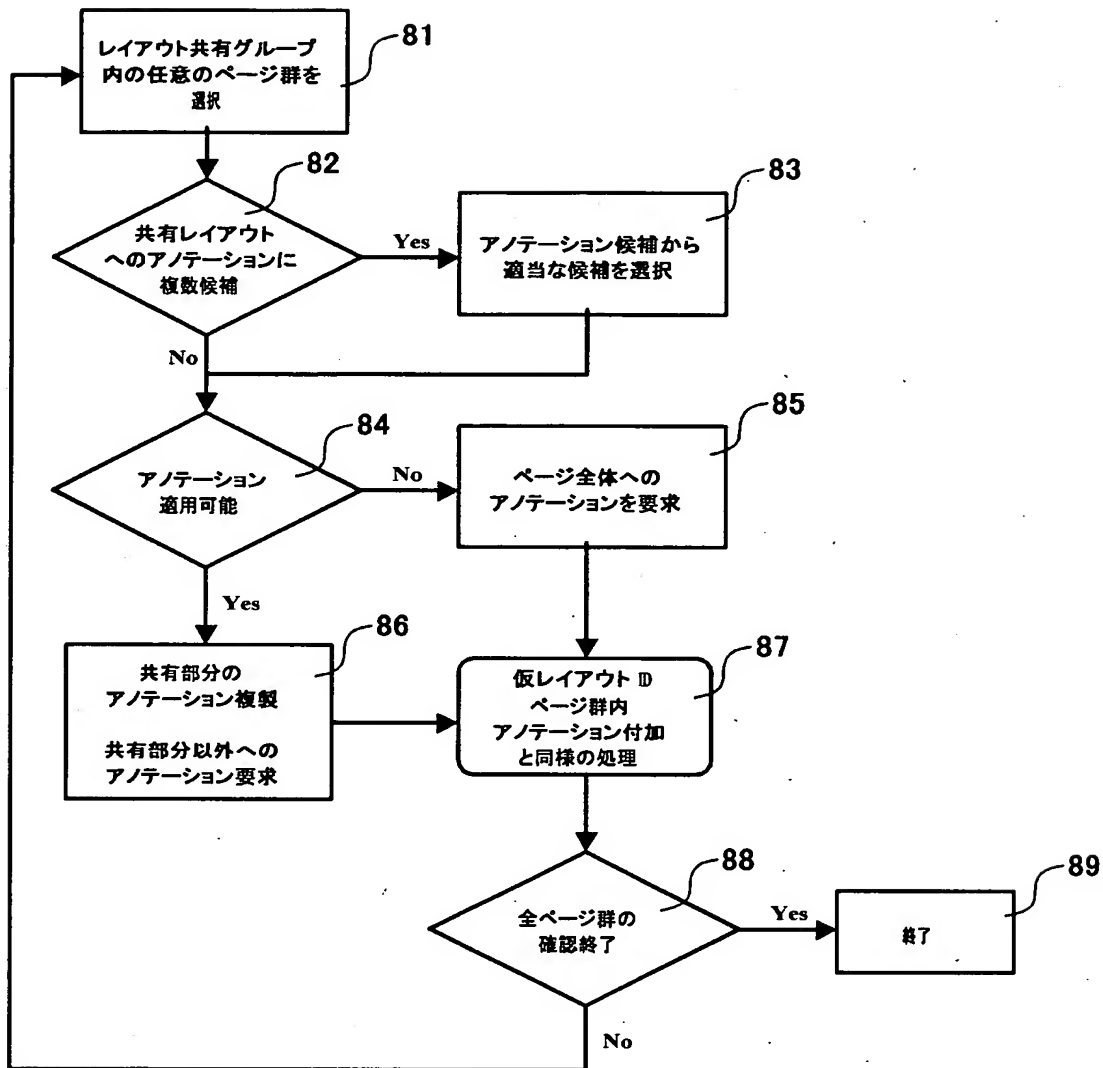 レイアウト共有グループ
内の任意のページ群を
選択
81
82
共有レイアウト
へのアノテーションに
複数候補
Yes
83
アノテーション候補から
適当な候補を選択
No
84
アノテーション
適用可能
No
85
ページ全体への
アノテーションを要求
Yes
86
共有部分の
アノテーション複製
共有部分以外への
アノテーション要求
87
仮レイアウト ID
ページ群内
アノテーション付加
と同様の処理
88
全ページ群の
確認終了
Yes
89
終了
No